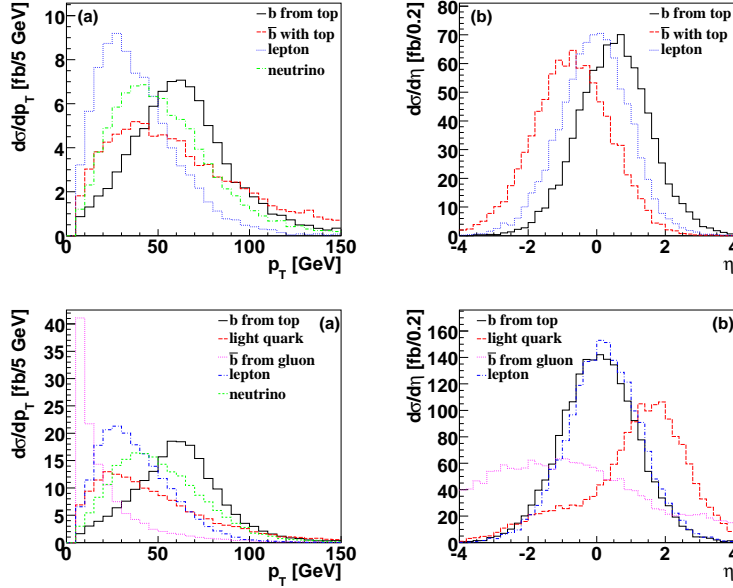 (a)
b from top
b̅ with top
lepton
neutrino
dσ/dp_T [fb/5 GeV]
10
8
6
4
2
0
0 50 100 150
p_T [GeV]
(b)
b from top
b̅ with top
lepton
dσ/dη [fb/0.2]
80
70
60
50
40
30
20
10
0
-4 -2 0 2 4
η
(a)
b from top
light quark
b̅ from gluon
lepton
neutrino
dσ/dp_T [fb/5 GeV]
40
35
30
25
20
15
10
5
0
0 50 100 150
p_T [GeV]
(b)
b from top
light quark
b̅ from gluon
lepton
dσ/dη [fb/0.2]
160
140
120
100
80
60
40
20
0
-4 -2 0 2 4
η